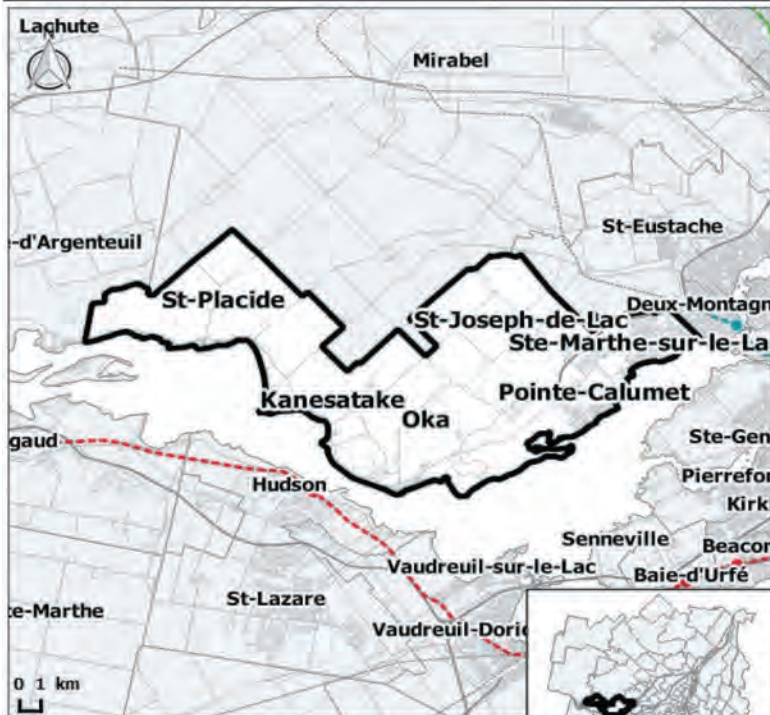 Lachute
Mirabel
St-Eustache
-d'Argenteuil
St-Placide
Deux-Montagn
St-Joseph-de-Lac
Ste-Marthe-sur-le-La
Pointe-Calumet
Kanesatake
Oka
gaud
Ste-Gen
Pierrefon
Kirk
Hudson
Senneville
Beacon
Vaudreuil-sur-le-Lac
Baie-d'Urfé
St-Lazare
te-Marthe
Vaudreuil-Dorio
0 1 km